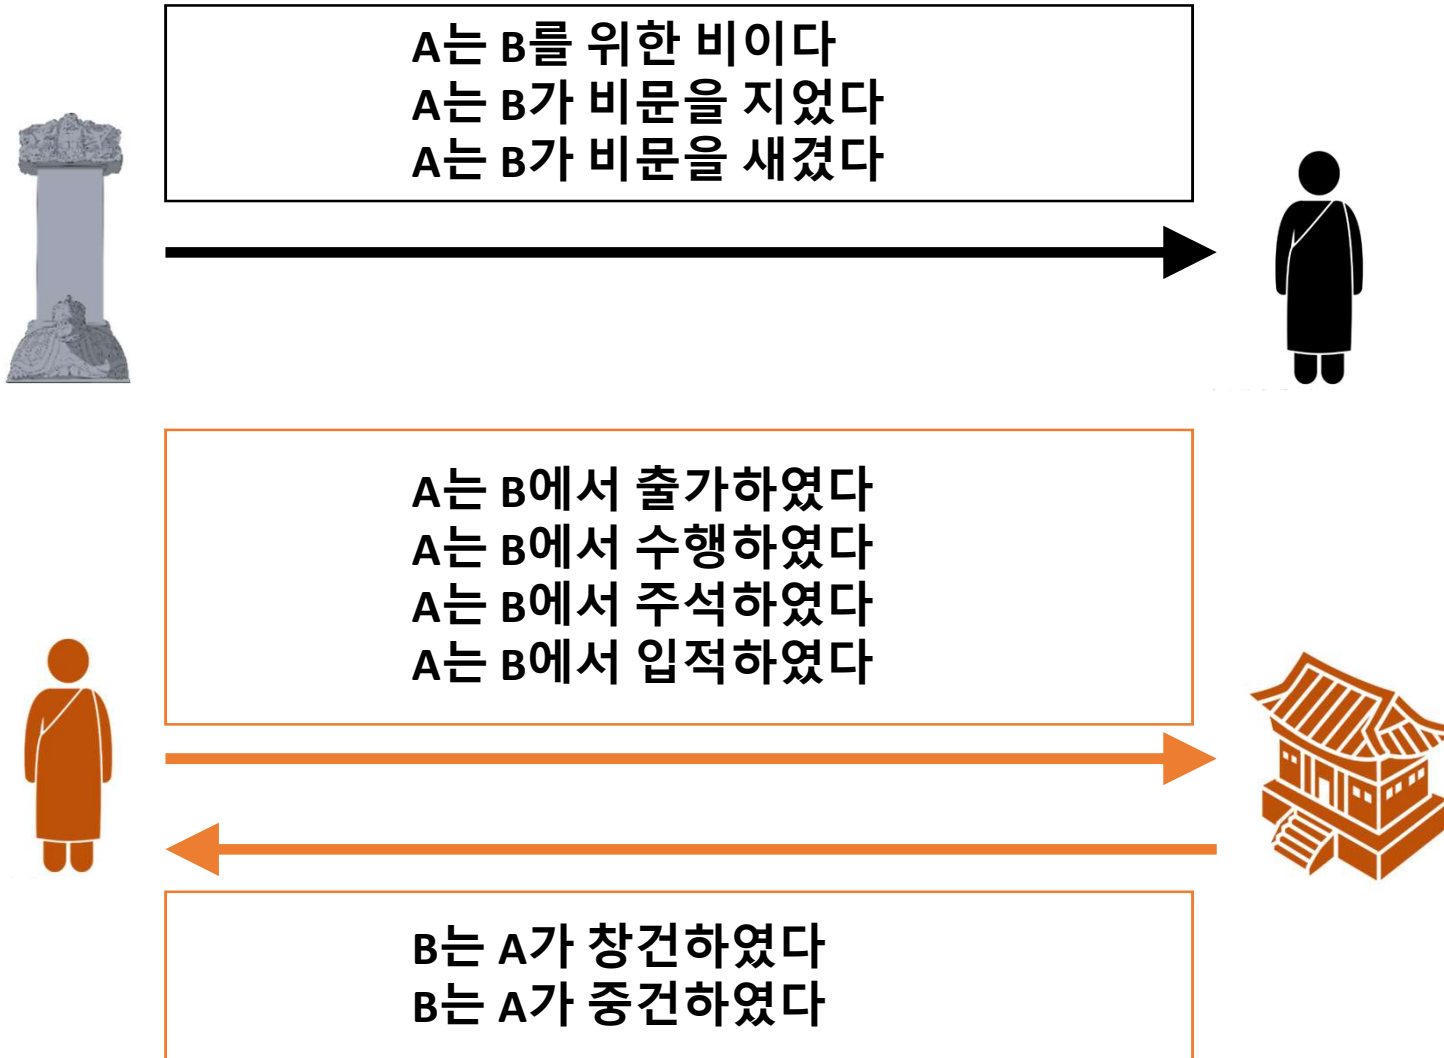 A는 B를 위한 비이다
A는 B가 비문을 지었다
A는 B가 비문을 새겼다
A는 B에서 출가하였다
A는 B에서 수행하였다
A는 B에서 주석하였다
A는 B에서 입적하였다
B는 A가 창건하였다
B는 A가 중건하였다